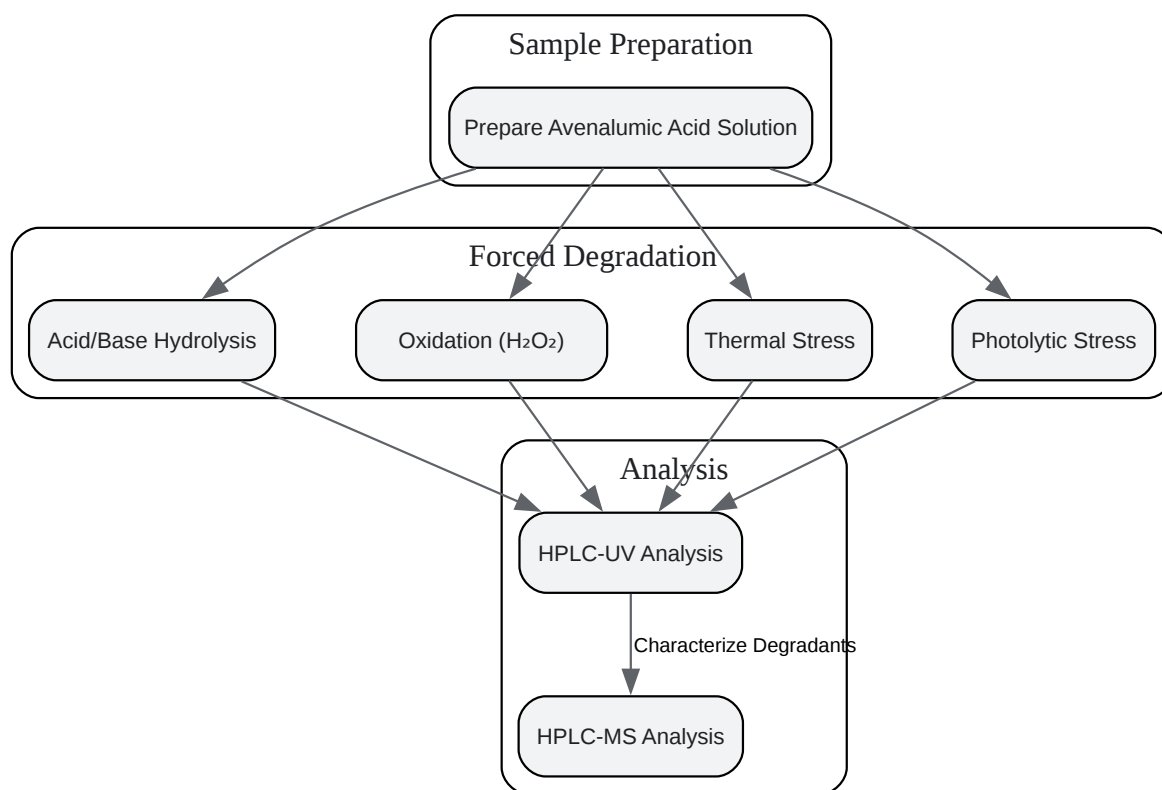 Sample Preparation
Prepare Avenalumic Acid Solution
Forced Degradation
Acid/Base Hydrolysis
Oxidation (H₂O₂)
Thermal Stress
Photolytic Stress
Analysis
HPLC-UV Analysis
Characterize Degradants
HPLC-MS Analysis